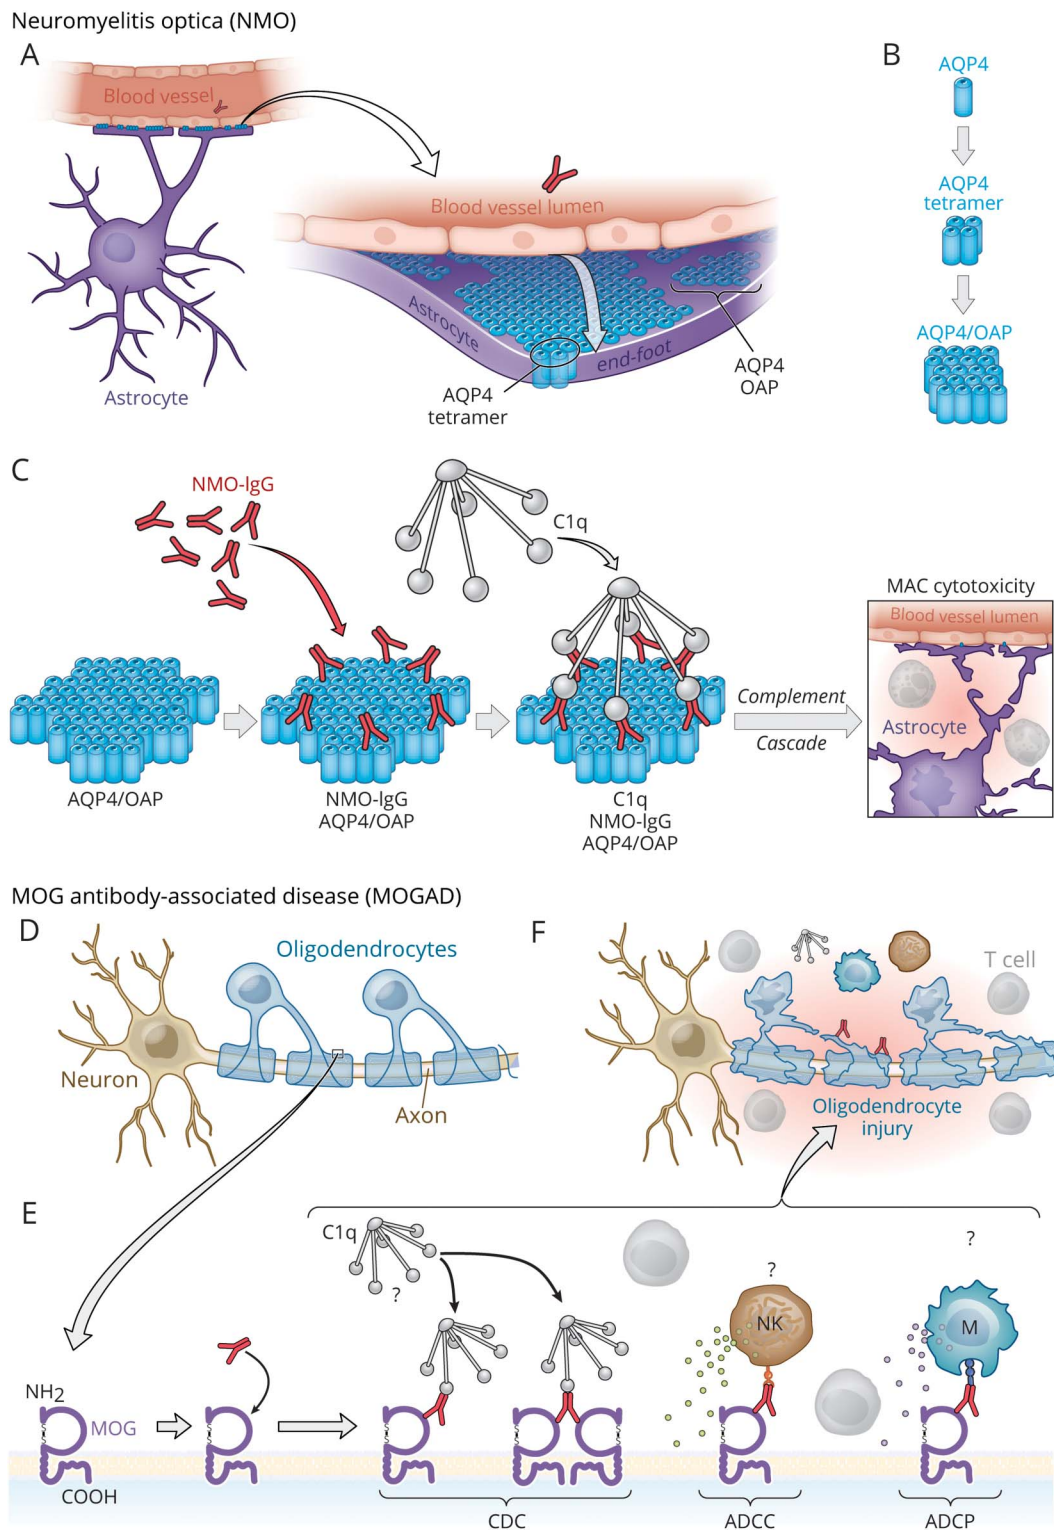 Neuromyelitis optica (NMO)
A
Blood vessel
Astrocyte
Blood vessel lumen
Astrocyte
end-foot
AQP4
tetramer
AQP4
OAP
B
AQP4
AQP4
tetramer
AQP4/OAP
C
NMO-IgG
C1q
AQP4/OAP
NMO-IgG
AQP4/OAP
C1q
NMO-IgG
AQP4/OAP
Complement
Cascade
MAC cytotoxicity
Blood vessel lumen
Astrocyte
MOG antibody-associated disease (MOGAD)
D
Oligodendrocytes
Neuron
Axon
F
T cell
Oligodendrocyte
injury
E
C1q
?
?
?
NK
M
NH2
S
S
MOG
COOH
S
S
S
S
S
S
S
S
S
S
S
S
CDC
ADCC
ADCP